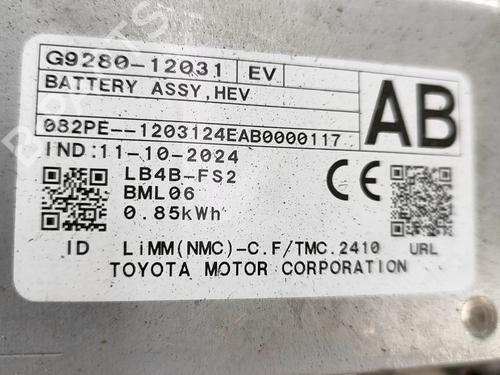 G9280-12031 EV
BATTERY ASSY,HEV
AB
082PE--1203124EAB0000117
IND:11-10-2024
LB4B-FS2
BML06
0.85kWh
CE
ID LiMM(NMC)-C.F/TMC.2410 URL
TOYOTA MOTOR CORPORATION